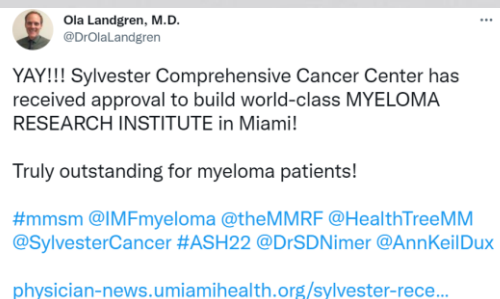 Ola Landgren, M.D.
@DrOlaLandgren
YAY!!! Sylvester Comprehensive Cancer Center has
received approval to build world-class MYELOMA
RESEARCH INSTITUTE in Miami!
Truly outstanding for myeloma patients!
#mmsm @IMFmyeloma @theMMRF @HealthTreeMM
@SylvesterCancer #ASH22 @DrSDNimer @AnnKeilDux
physician-news.umiamihealth.org/sylvester-rece...